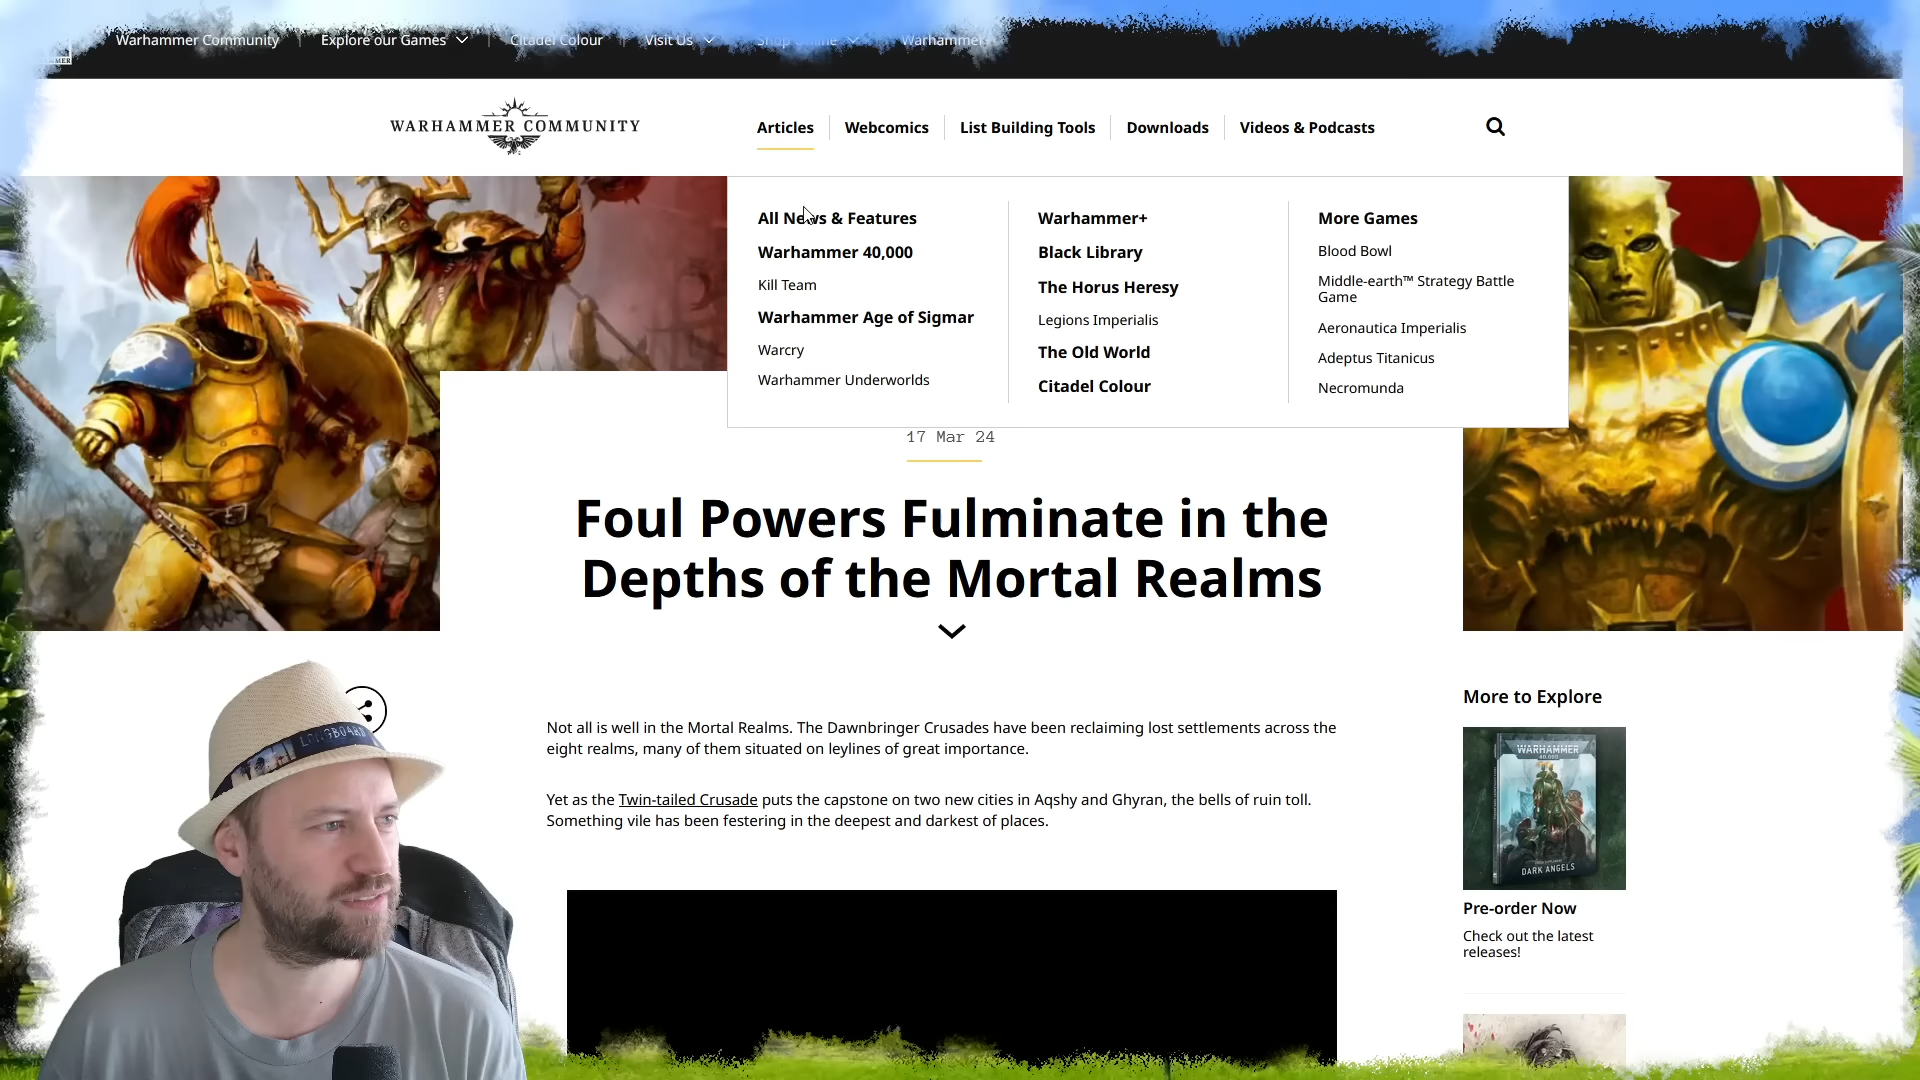 Warhammer Community
Explore our Games
Citadel Colour
Visit Us
Shop Online
Warhammer
WARHAMMER COMMUNITY
Articles
Webcomics
List Building Tools
Downloads
Videos & Podcasts
All News & Features
Warhammer 40,000
Kill Team
Warhammer Age of Sigmar
Warcry
Warhammer Underworlds
Warhammer+
Black Library
The Horus Heresy
Legions Imperialis
The Old World
Citadel Colour
More Games
Blood Bowl
Middle-earth™ Strategy Battle
Game
Aeronautica Imperialis
Adeptus Titanicus
Necromunda
17 Mar 24
Foul Powers Fulminate in the
Depths of the Mortal Realms
Not all is well in the Mortal Realms. The Dawnbringer Crusades have been reclaiming lost settlements across the
eight realms, many of them situated on leylines of great importance.
Yet as the Twin-tailed Crusade puts the capstone on two new cities in Aqshy and Ghyran, the bells of ruin toll.
Something vile has been festering in the deepest and darkest of places.
LONGBOARD
More to Explore
WARHAMMER
40,000
DARK ANGELS
Pre-order Now
Check out the latest
releases!